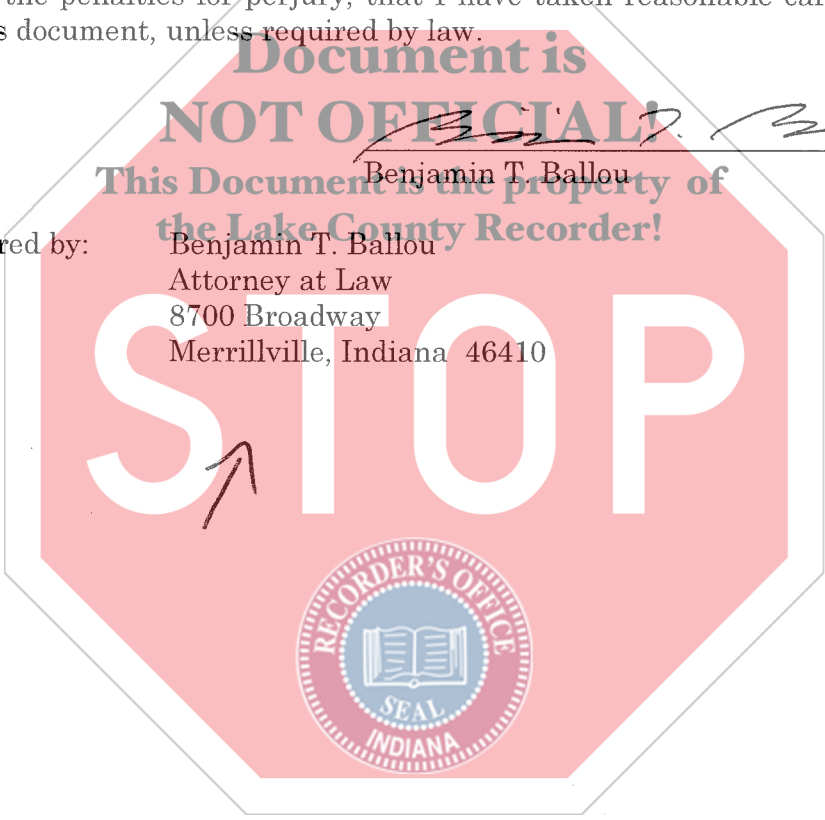 the penalties for perjury, that I have taken reasonable car
s document, unless required by law.
Document is
NOT OFFICIAL!
Benjamin T. Ballou
This Document is the property of
the Lake County Recorder!
red by: Benjamin T. Ballou
Attorney at Law
8700 Broadway
Merrillville, Indiana 46410
STOP
RECORDER'S OFFICE
SEAL
INDIANA